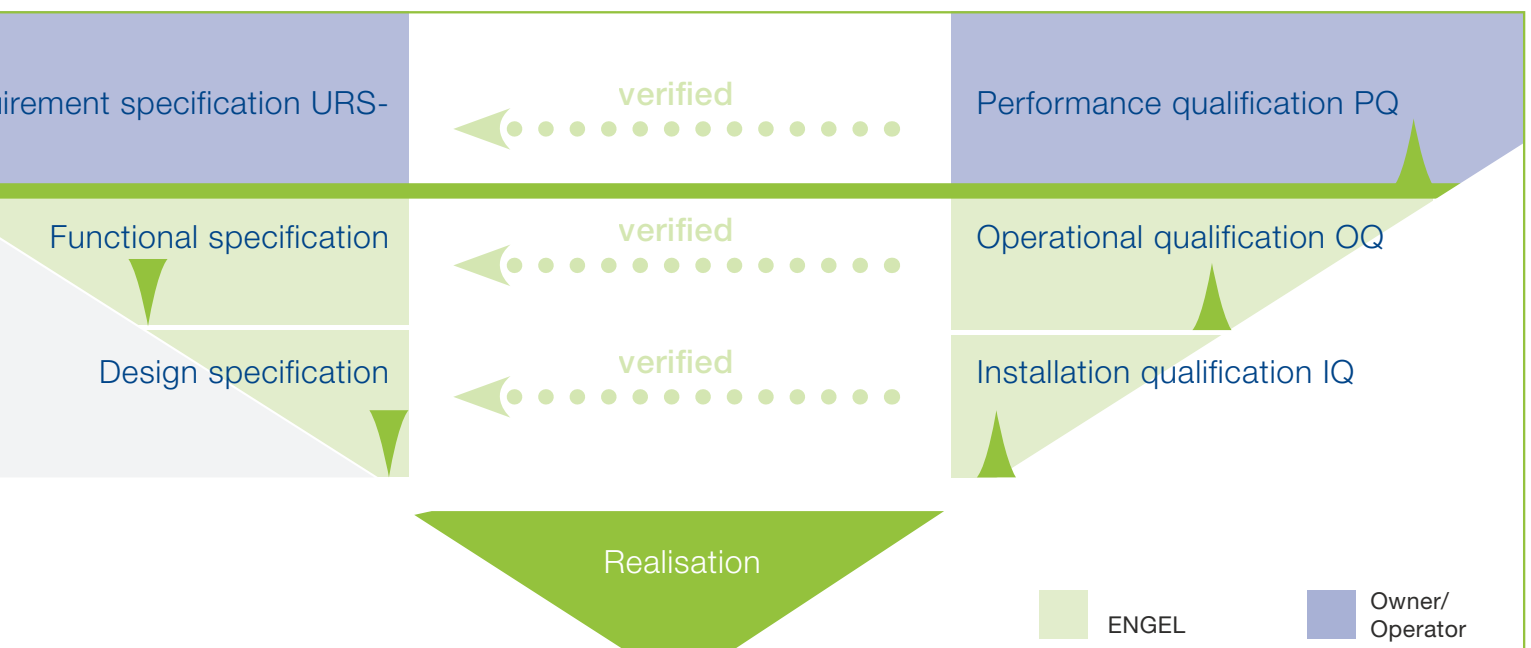 requirement specification URS-
verified
Performance qualification PQ
Functional specification
verified
Operational qualification OQ
Design specification
verified
Installation qualification IQ
Realisation
ENGEL
Owner/
Operator